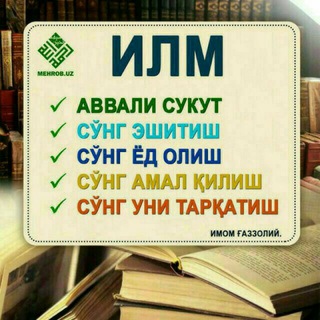 MEHROB.UZ
ИЛМ
АВВАЛИ СУКУТ
СЎНГ ЭШИТИШ
СЎНГ ЁД ОЛИШ
СЎНГ АМАЛ ҚИЛИШ
СЎНГ УНИ ТАРҚАТИШ
ИМОМ ҒАЗЗОЛИЙ.